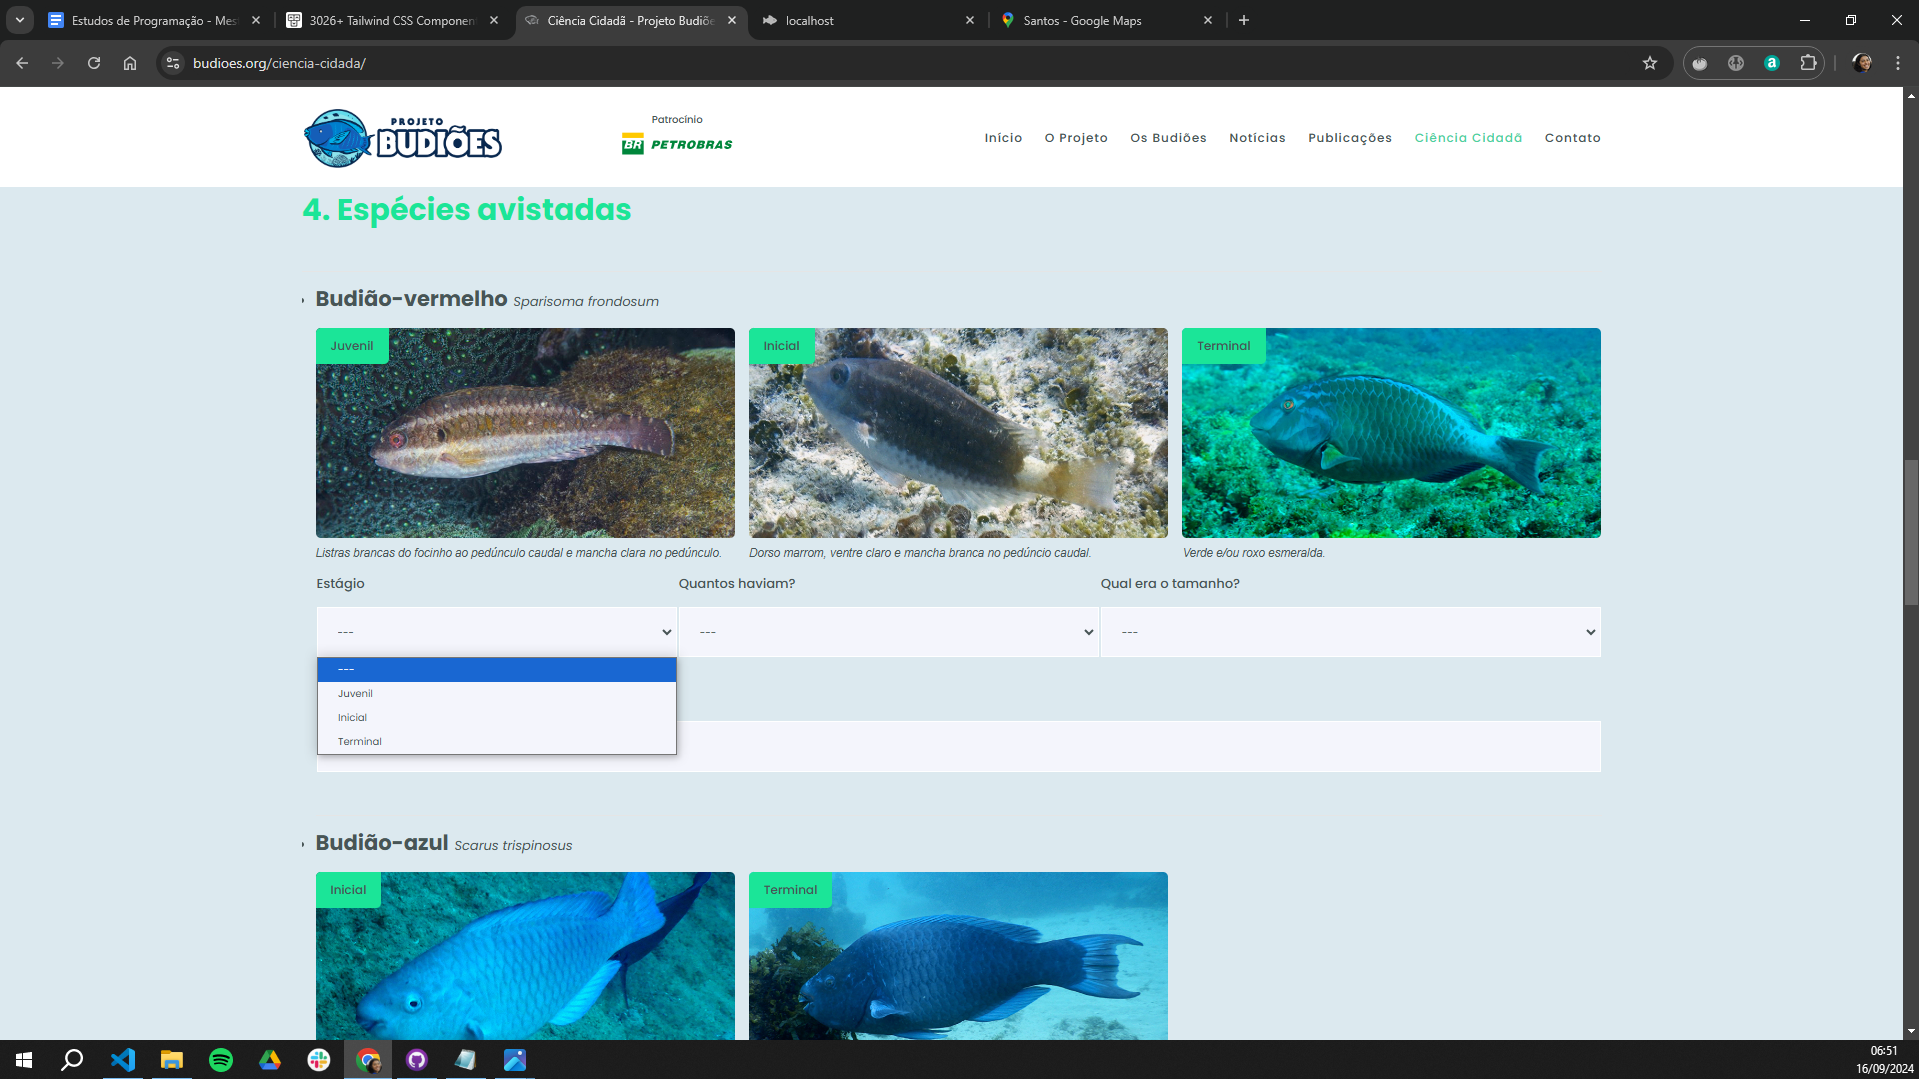 Estudos de Programação - Mes
3026+ Tailwind CSS Componen
Ciência Cidadã - Projeto Budiõe
localhost
Santos - Google Maps
budioes.org/ciencia-cidada/
PROJETO
BUDIÕES
Patrocínio
BR PETROBRAS
Início
O Projeto
Os Budiões
Notícias
Publicações
Ciência Cidadã
Contato
4. Espécies avistadas
Budião-vermelho Sparisoma frondosum
Juvenil
Inicial
Terminal
Listras brancas do focinho ao pedúnculo caudal e mancha clara no pedúnculo.
Dorso marrom, ventre claro e mancha branca no pedúncio caudal.
Verde e/ou roxo esmeralda.
Estágio
Quantos haviam?
Qual era o tamanho?
---
---
---
---
Juvenil
Inicial
Terminal
Budião-azul Scarus trispinosus
Inicial
Terminal
06:51
16/09/2024